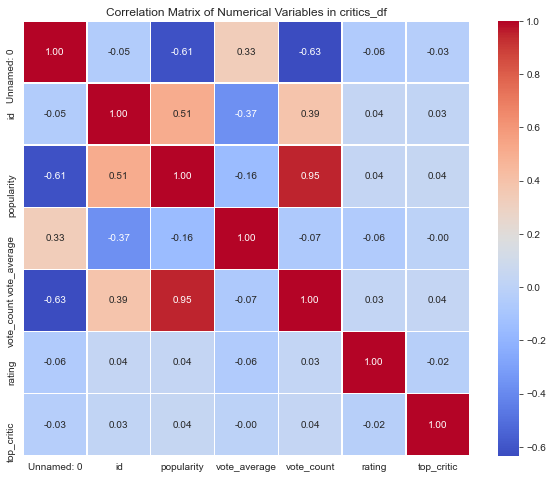 Correlation Matrix of Numerical Variables in critics_df
Unnamed: 0 1.00 -0.05 -0.61 0.33 -0.63 -0.06 -0.03
id -0.05 1.00 0.51 -0.37 0.39 0.04 0.03
popularity -0.61 0.51 1.00 -0.16 0.95 0.04 0.04
vote_average 0.33 -0.37 -0.16 1.00 -0.07 -0.06 -0.00
vote_count -0.63 0.39 0.95 -0.07 1.00 0.03 0.04
rating -0.06 0.04 0.04 -0.06 0.03 1.00 -0.02
top_critic -0.03 0.03 0.04 -0.00 0.04 -0.02 1.00
Unnamed: 0 id popularity vote_average vote_count rating top_critic
1.0
0.8
0.6
0.4
0.2
0.0
-0.2
-0.4
-0.6